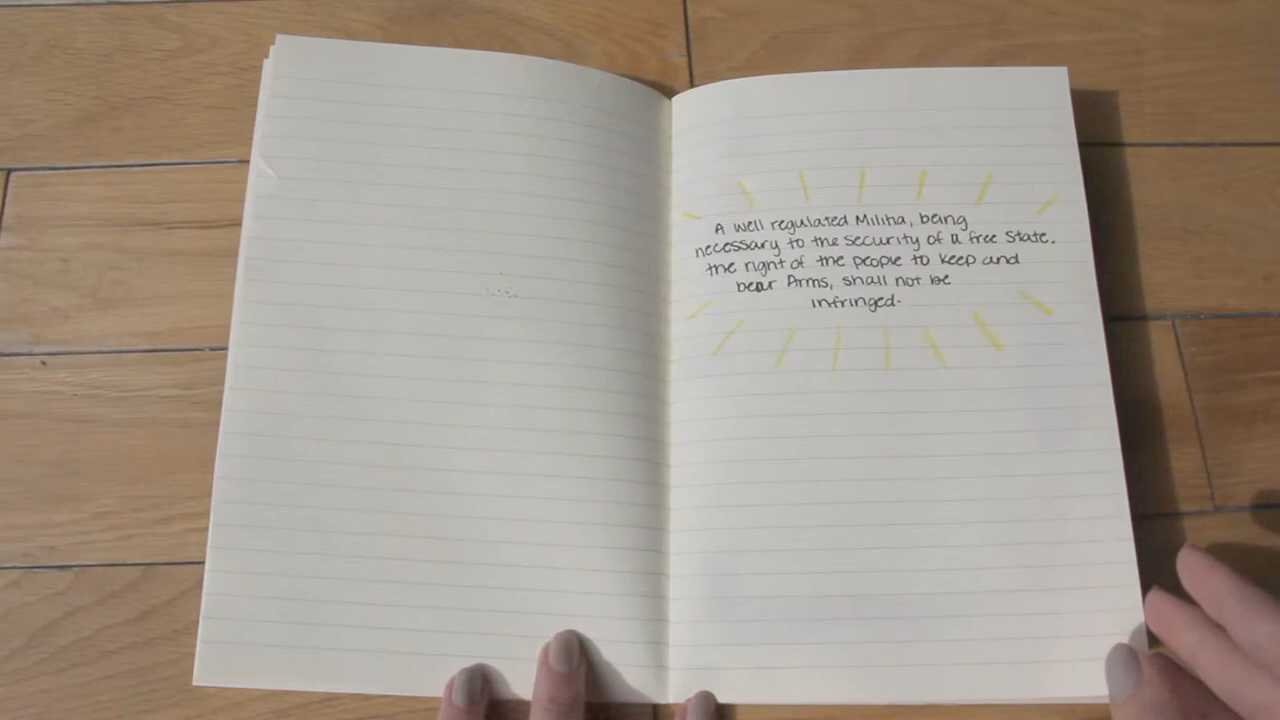 A well regulated Militia, being
necessary to the security of a free State.
the right of the people to keep and
bear Arms, shall not be
infringed.